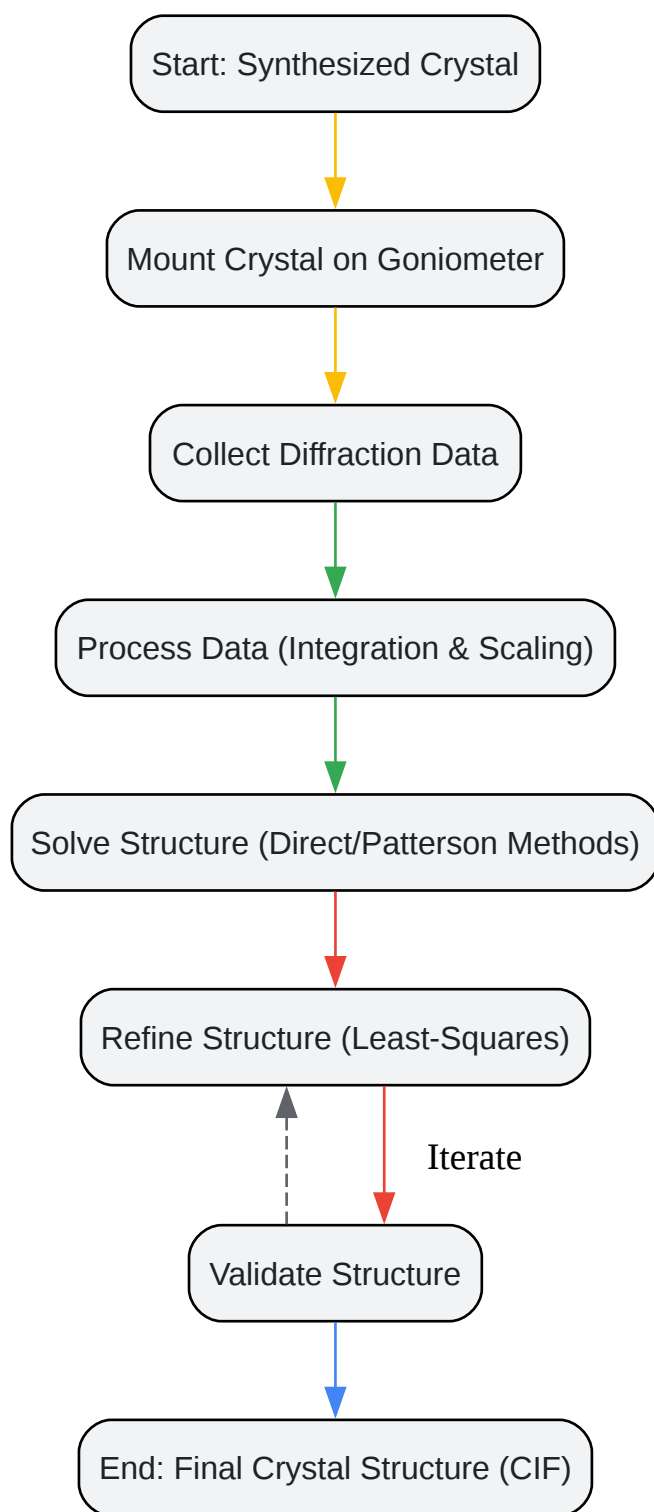 Start: Synthesized Crystal
Mount Crystal on Goniometer
Collect Diffraction Data
Process Data (Integration & Scaling)
Solve Structure (Direct/Patterson Methods)
Refine Structure (Least-Squares)
Iterate
Validate Structure
End: Final Crystal Structure (CIF)